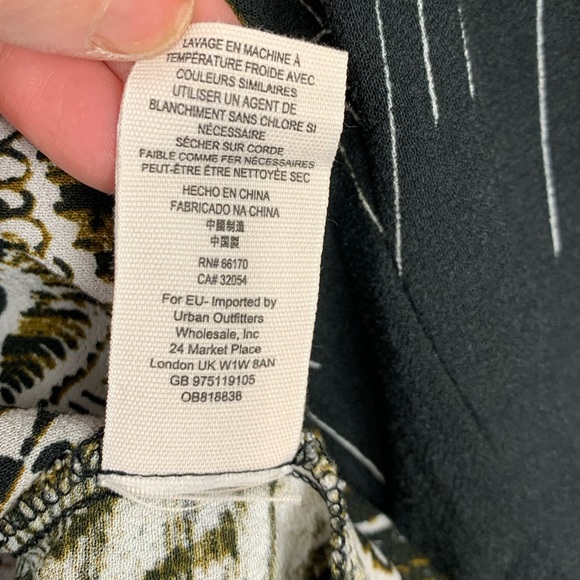 LAVAGE EN MACHINE À
TEMPÉRATURE FROIDE AVEC
COULEURS SIMILAIRES
UTILISER UN AGENT DE
BLANCHIMENT SANS CHLORE SI
NÉCESSAIRE
SÉCHER SUR CORDE
FAIBLE COMME FER NÉCESSAIRES
PEUT-ÊTRE ÊTRE NETTOYÉE SEC
HECHO EN CHINA
FABRICADO NA CHINA
中國制造
中国製
RN# 66170
CA# 32054
For EU- Imported by
Urban Outfitters
Wholesale, Inc
24 Market Place
London UK W1W 8AN
GB 975119105
OB818838